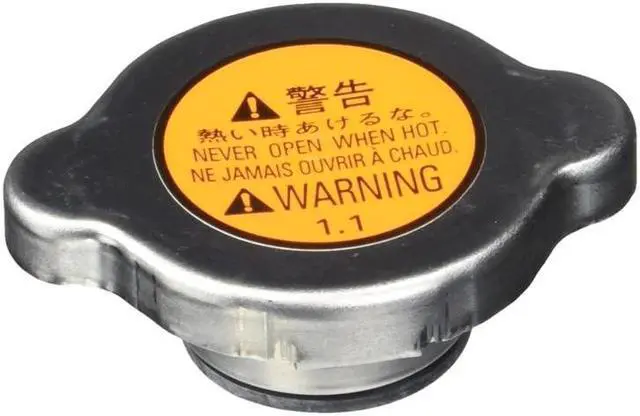 ⚠警告
熱い時あけるな。
NEVER OPEN WHEN HOT.
NE JAMAIS OUVRIR À CHAUD.
⚠WARNING
1.1